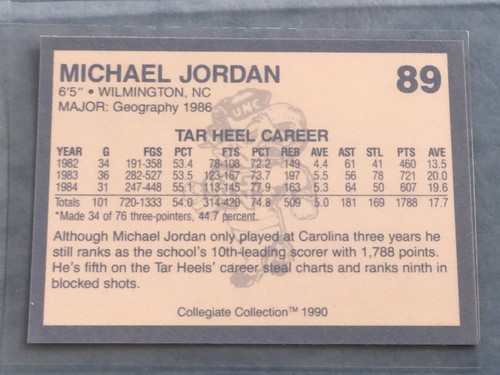 MICHAEL JORDAN 89
6'5" • WILMINGTON, NC
MAJOR: Geography 1986
UNC
TAR HEEL CAREER
YEAR G FGS PCT FTS PCT REB AVE AST STL PTS AVE
1982 34 191-358 53.4 78-108 72.2 149 4.4 61 41 460 13.5
1983 36 282-527 53.5 123-167 73.7 197 5.5 56 78 721 20.0
1984 31 247-448 55.1 113-145 77.9 163 5.3 64 50 607 19.6
Totals 101 720-1333 54.0 314-420 74.8 509 5.0 181 169 1788 17.7
*Made 34 of 76 three-pointers, 44.7 percent.
Although Michael Jordan only played at Carolina three years he
still ranks as the school's 10th-leading scorer with 1,788 points.
He's fifth on the Tar Heels' career steal charts and ranks ninth in
blocked shots.
Collegiate Collection™ 1990